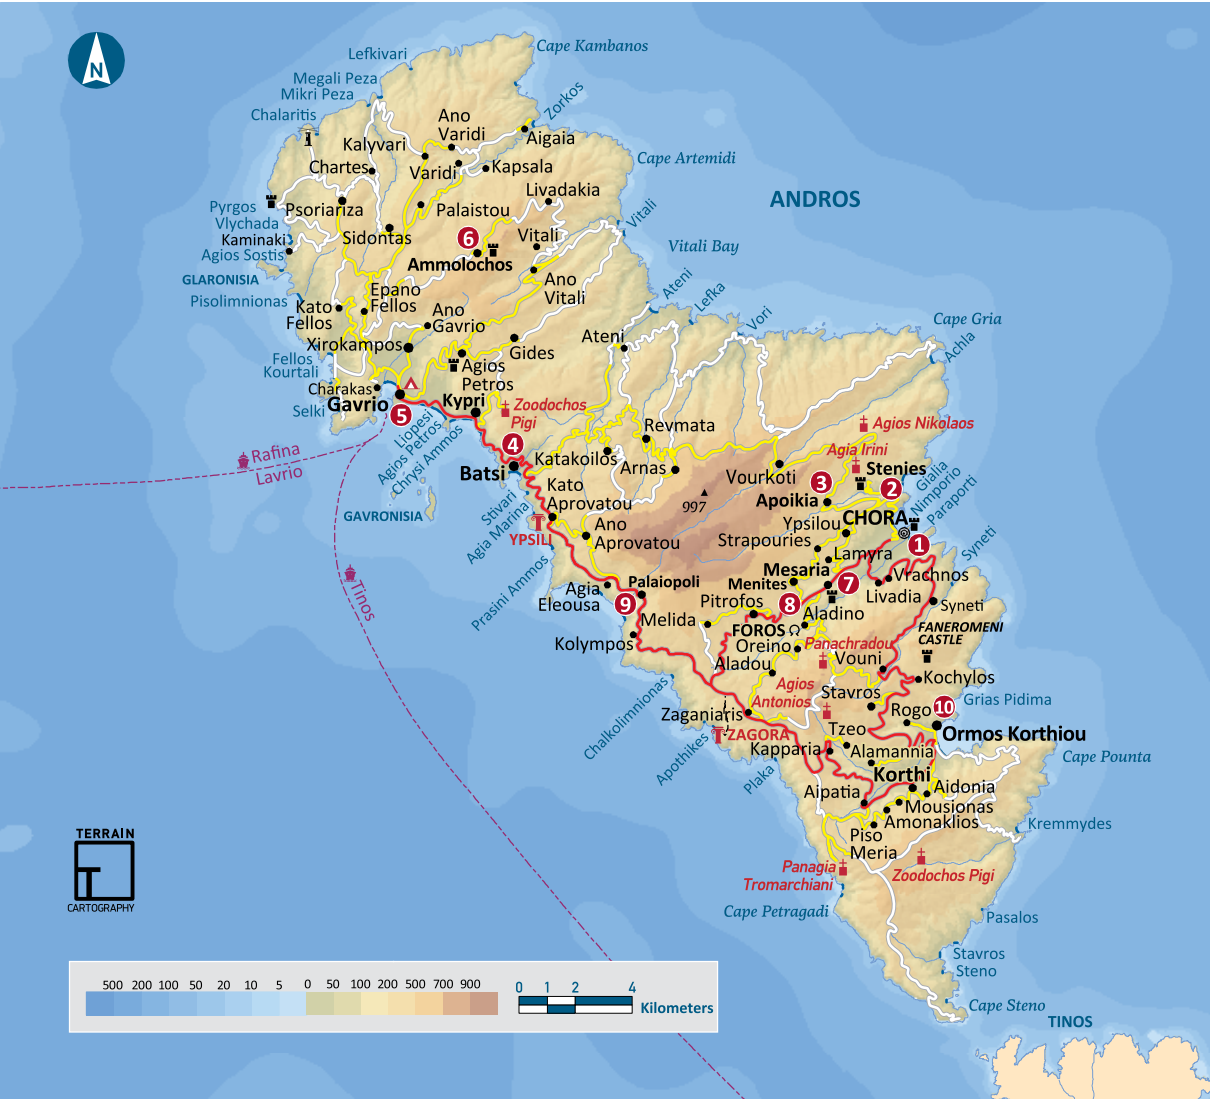 N
Cape Kambanos
Lefkivari
Megali Peza
Mikri Peza
Chalaritis
Zorkos
Ano
Varidi
Aigaia
Kalyvari
Varidi
Kapsala
Chartes
Cape Artemidi
Livadakia
ANDROS
Pyrgos
Vlychada
Psoriariza
Palaistou
Vitali
Kaminaki
Agios Sostis
Sidontas
6
Vitali
Vitali Bay
Ammolochos
GLARONISIA
Ano
Vitali
Ateni
Lefka
Pisolimnionas
Epano
Fellos
Kato
Fellos
Ano
Gavrio
Vori
Cape Gria
Xirokampos
Gides
Ateni
Achla
Fellos
Kourtali
Agios
Petros
Charakas
Selki
Gavrio
5
Kypri
Zoodochos
Pigi
Liopesi
Agios Petros
Chrysi Ammos
Revmata
Agios Nikolaos
Rafina
Lavrio
4
Batsi
Katakoilos
Arnas
Agia Irini
Stenies
Vourkoti
3
2
Gialia
Nimporio
Paraporti
Kato
Aprovatou
997
Apoikia
GAVRONISIA
Stivari
Agia Marina
YPSILI
Ypsilou
CHORA
Ano
Aprovatou
Strapouries
1
Syneti
Lamyra
Prasini Ammos
Tinos
Agia
Eleousa
Palaiopoli
Mesaria
Menites
7
Vrachnos
Livadia
9
Pitrofos
8
Syneti
Melida
Aladino
Kolympos
FOROS
FANEROMENI
CASTLE
Oreino
Panachradou
Aladou
Vouni
Kochylos
Chalkolimnionas
Agios
Antonios
Stavros
Grias Pidima
Zaganiaris
Rogo
10
ZAGORA
Tzeo
Ormos Korthiou
Apothikes
Kapparia
Alamannia
Cape Pounta
Plaka
Korthi
Aipatia
Aidonia
Mousionas
Amonaklios
Kremmydes
Piso
Meria
Panagia
Tromarchiani
Zoodochos Pigi
Cape Petragadi
Pasalos
Stavros
Steno
Cape Steno
TINOS
TERRAIN
T
CARTOGRAPHY
500 200 100 50 20 10 5 0 50 100 200 500 700 900
0 1 2 4
Kilometers